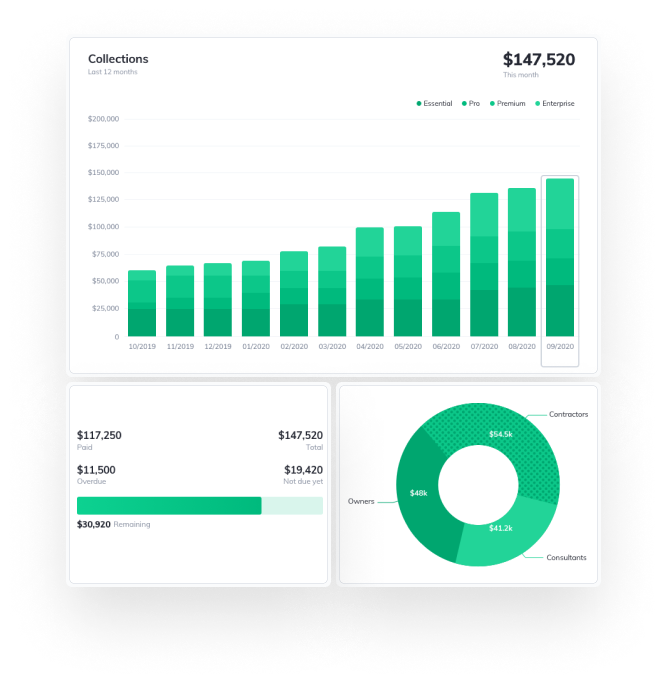 Collections
$147,520
Last 12 months
This month
Essential Pro Premium Enterprise
$200,000
$175,000
$150,000
$125,000
$100,000
$75,000
$50,000
$25,000
0
10/2019 11/2019 12/2019 01/2020 02/2020 03/2020 04/2020 05/2020 06/2020 07/2020 08/2020 09/2020
$117,250 $147,520
Paid Total
$11,500 $19,420
Overdue Not due yet
$30,920 Remaining
Contractors
$54.5k
$48k
Owners
$41.2k
Consultants